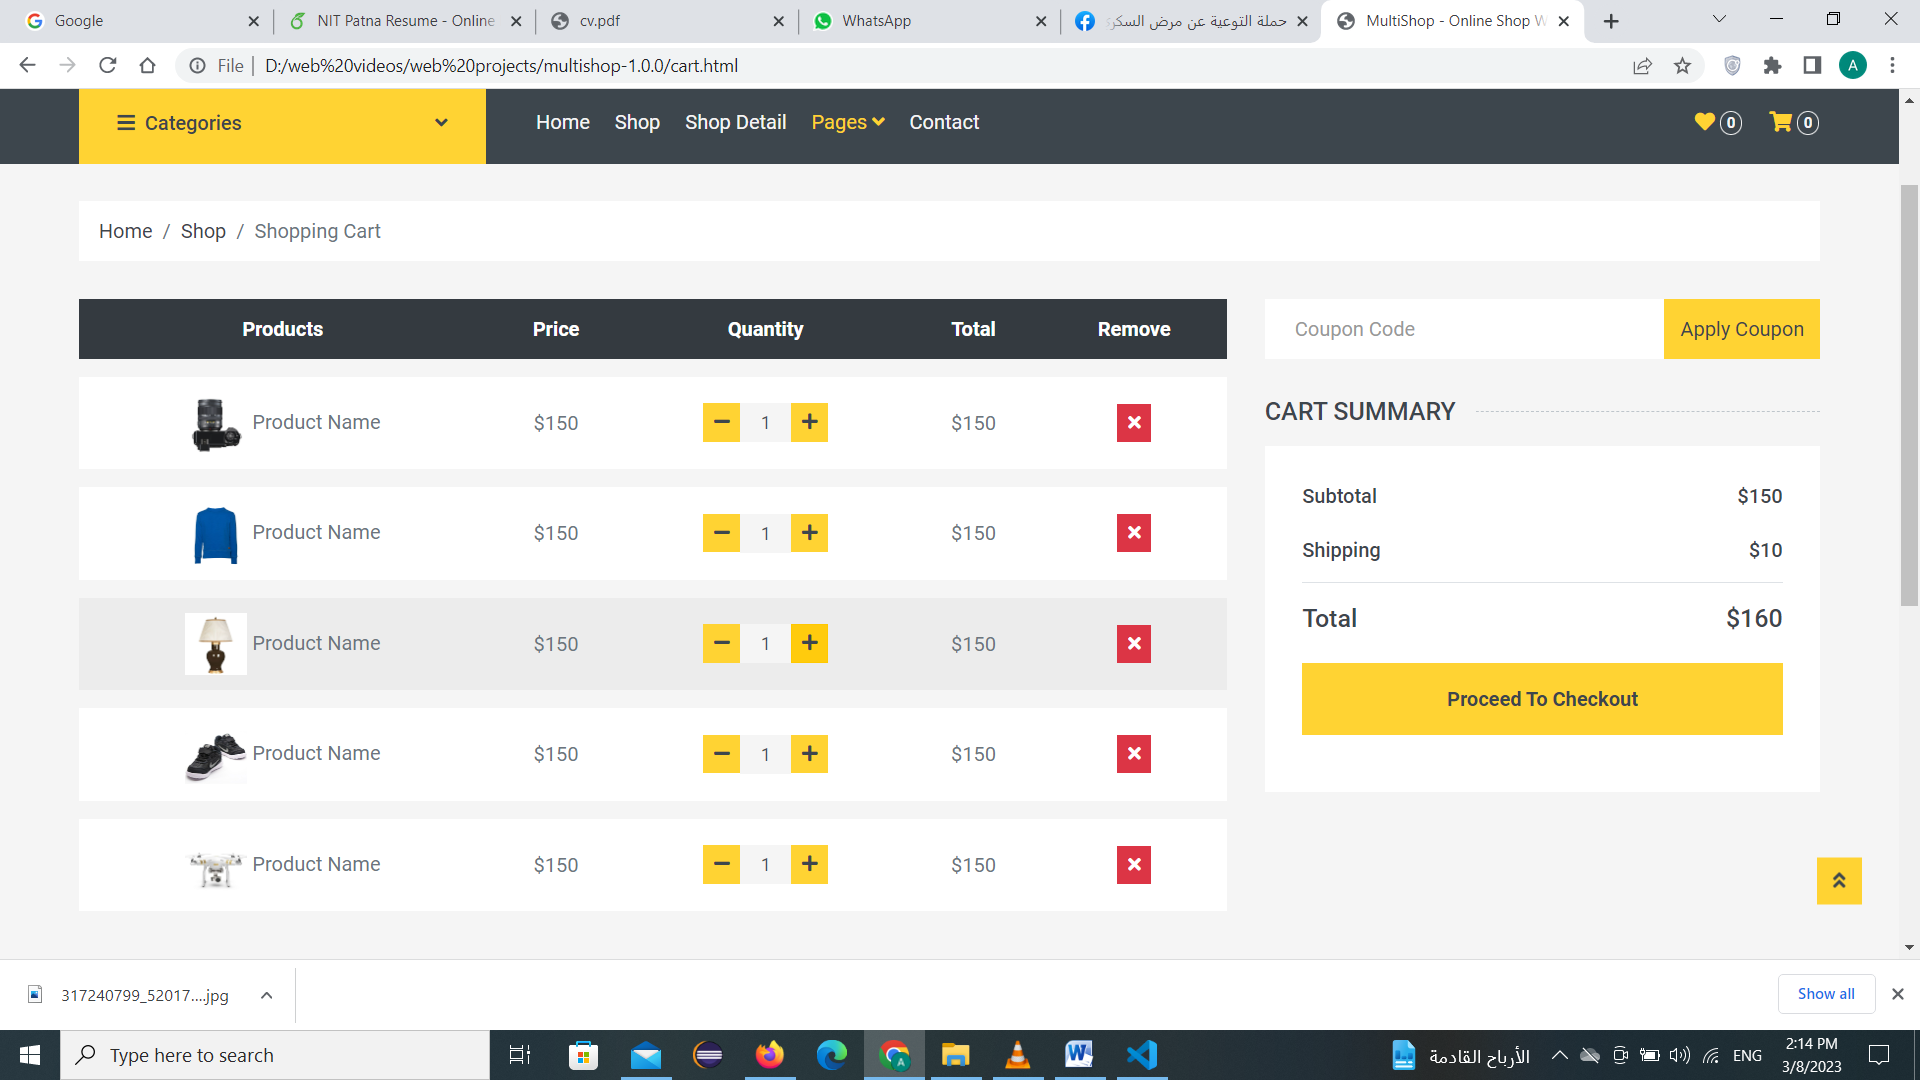 Google
NIT Patna Resume - Online
cv.pdf
WhatsApp
حملة التوعية عن مرض السكري
MultiShop - Online Shop W
File
D:/web%20videos/web%20projects/multishop-1.0.0/cart.html
A
Categories
Home
Shop
Shop Detail
Pages
Contact
0
0
Home / Shop / Shopping Cart
Products Price Quantity Total Remove
Product Name $150 1 $150
Product Name $150 1 $150
Product Name $150 1 $150
Product Name $150 1 $150
Product Name $150 1 $150
Coupon Code
Apply Coupon
CART SUMMARY
Subtotal $150
Shipping $10
Total $160
Proceed To Checkout
317240799_52017....jpg
Show all
Type here to search
الأرباح القادمة
ENG
2:14 PM
3/8/2023